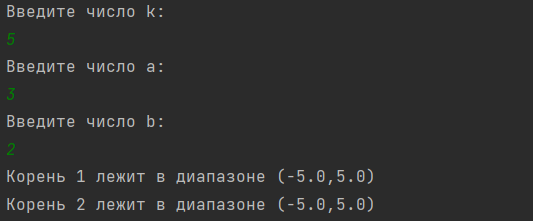 Введите число k:
5
Введите число a:
3
Введите число b:
2
Корень 1 лежит в диапазоне (-5.0,5.0)
Корень 2 лежит в диапазоне (-5.0,5.0)